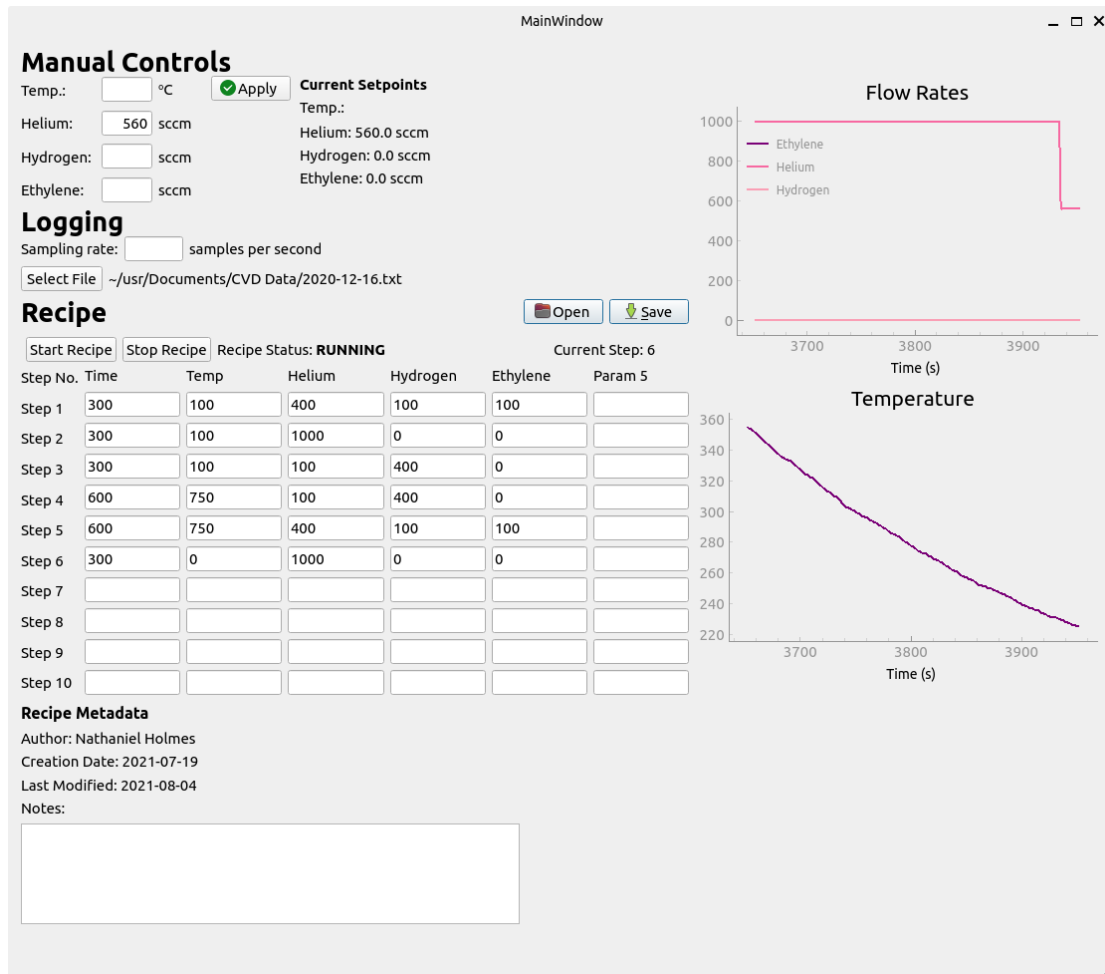 MainWindow
Manual Controls
Temp.: °C Apply
Helium: 560 sccm
Hydrogen: sccm
Ethylene: sccm
Current Setpoints
Temp.:
Helium: 560.0 sccm
Hydrogen: 0.0 sccm
Ethylene: 0.0 sccm
Logging
Sampling rate: samples per second
Select File ~/usr/Documents/CVD Data/2020-12-16.txt
Recipe Open Save
Start Recipe Stop Recipe Recipe Status: RUNNING Current Step: 6
Step No. Time Temp Helium Hydrogen Ethylene Param 5
Step 1 300 100 400 100 100
Step 2 300 100 1000 0 0
Step 3 300 100 100 400 0
Step 4 600 750 100 400 0
Step 5 600 750 400 100 100
Step 6 300 0 1000 0 0
Step 7
Step 8
Step 9
Step 10
Recipe Metadata
Author: Nathaniel Holmes
Creation Date: 2021-07-19
Last Modified: 2021-08-04
Notes:
Flow Rates
1000
800
600
400
200
0
Ethylene
Helium
Hydrogen
3700 3800 3900
Time (s)
Temperature
360
340
320
300
280
260
240
220
3700 3800 3900
Time (s)